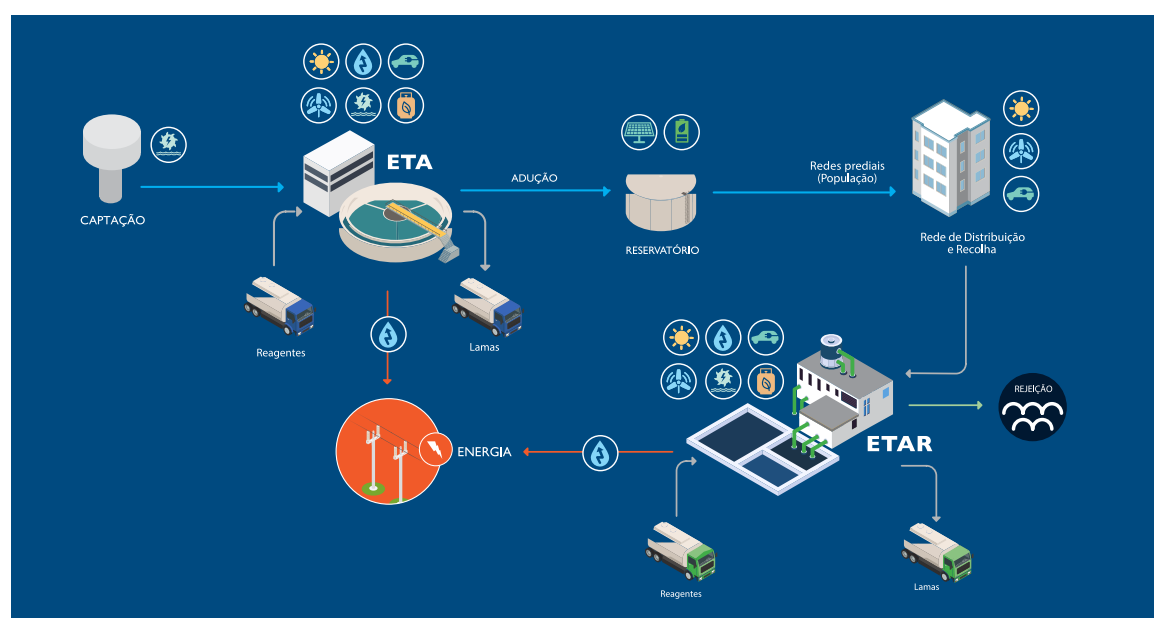 ETA
CAPTAÇÃO
ADUÇÃO
RESERVATÓRIO
Redes prediais
(População)
Rede de Distribuição
e Recolha
Reagentes
Lamas
REJEIÇÃO
ETAR
ENERGIA
Reagentes
Lamas